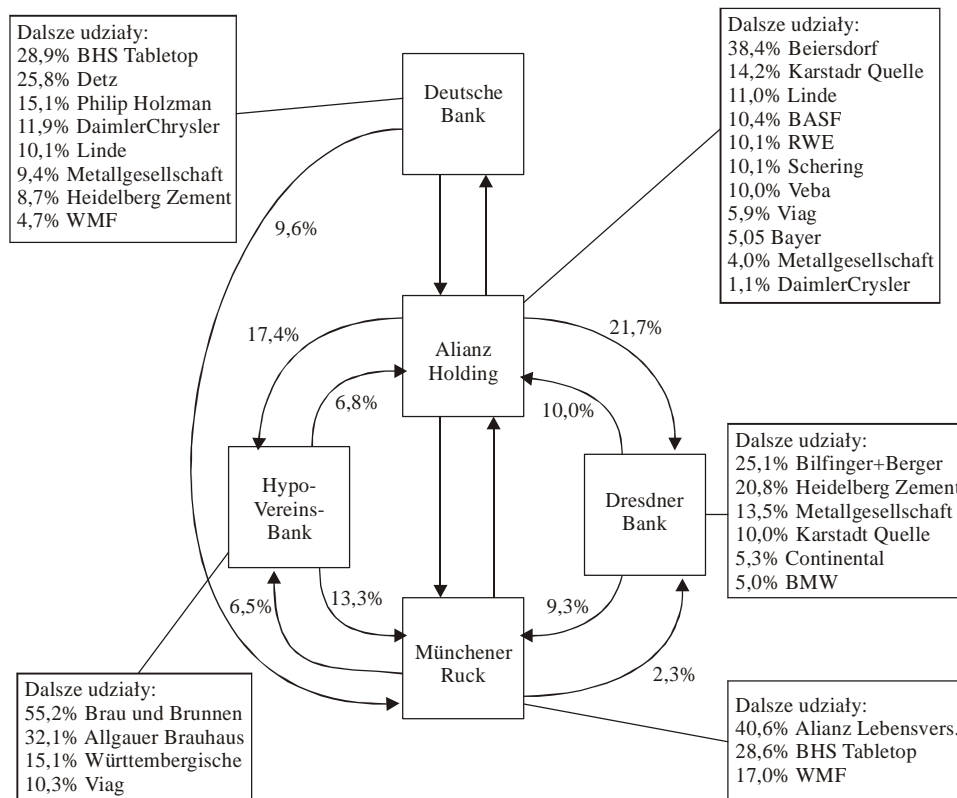 Dalsze udziały:
28,9% BHS Tabletop
25,8% Detz
15,1% Philip Holzman
11,9% DaimlerChrysler
10,1% Linde
9,4% Metallgesellschaft
8,7% Heidelberg Zement
4,7% WMF
Deutsche
Bank
Dalsze udziały:
38,4% Beiersdorf
14,2% Karstadr Quelle
11,0% Linde
10,4% BASF
10,1% RWE
10,1% Schering
10,0% Veba
5,9% Viag
5,05 Bayer
4,0% Metallgesellschaft
1,1% DaimlerCrysler
9,6%
17,4%
Alianz
Holding
21,7%
6,8%
10,0%
Hypo-
Vereins-
Bank
Dresdner
Bank
Dalsze udziały:
25,1% Bilfinger+Berger
20,8% Heidelberg Zement
13,5% Metallgesellschaft
10,0% Karstadt Quelle
5,3% Continental
5,0% BMW
6,5%
13,3%
9,3%
Münchener
Ruck
2,3%
Dalsze udziały:
55,2% Brau und Brunnen
32,1% Allgauer Brauhaus
15,1% Württembergische
10,3% Viag
Dalsze udziały:
40,6% Alianz Lebensvers.
28,6% BHS Tabletop
17,0% WMF